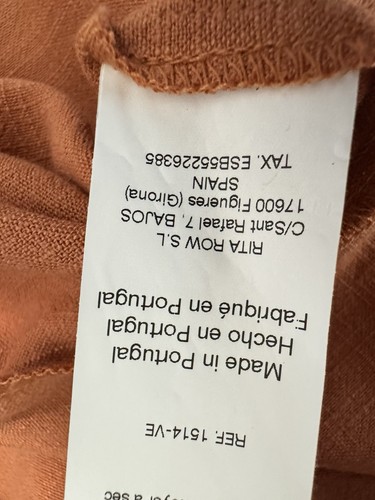 REF. 1514-VE
Made in Portugal
Hecho en Portugal
Fabriqué en Portugal
RITA ROW S.L
C/Sant Rafael 7, BAJOS
17600 Figueres (Girona)
SPAIN
TAX. ESB55226385